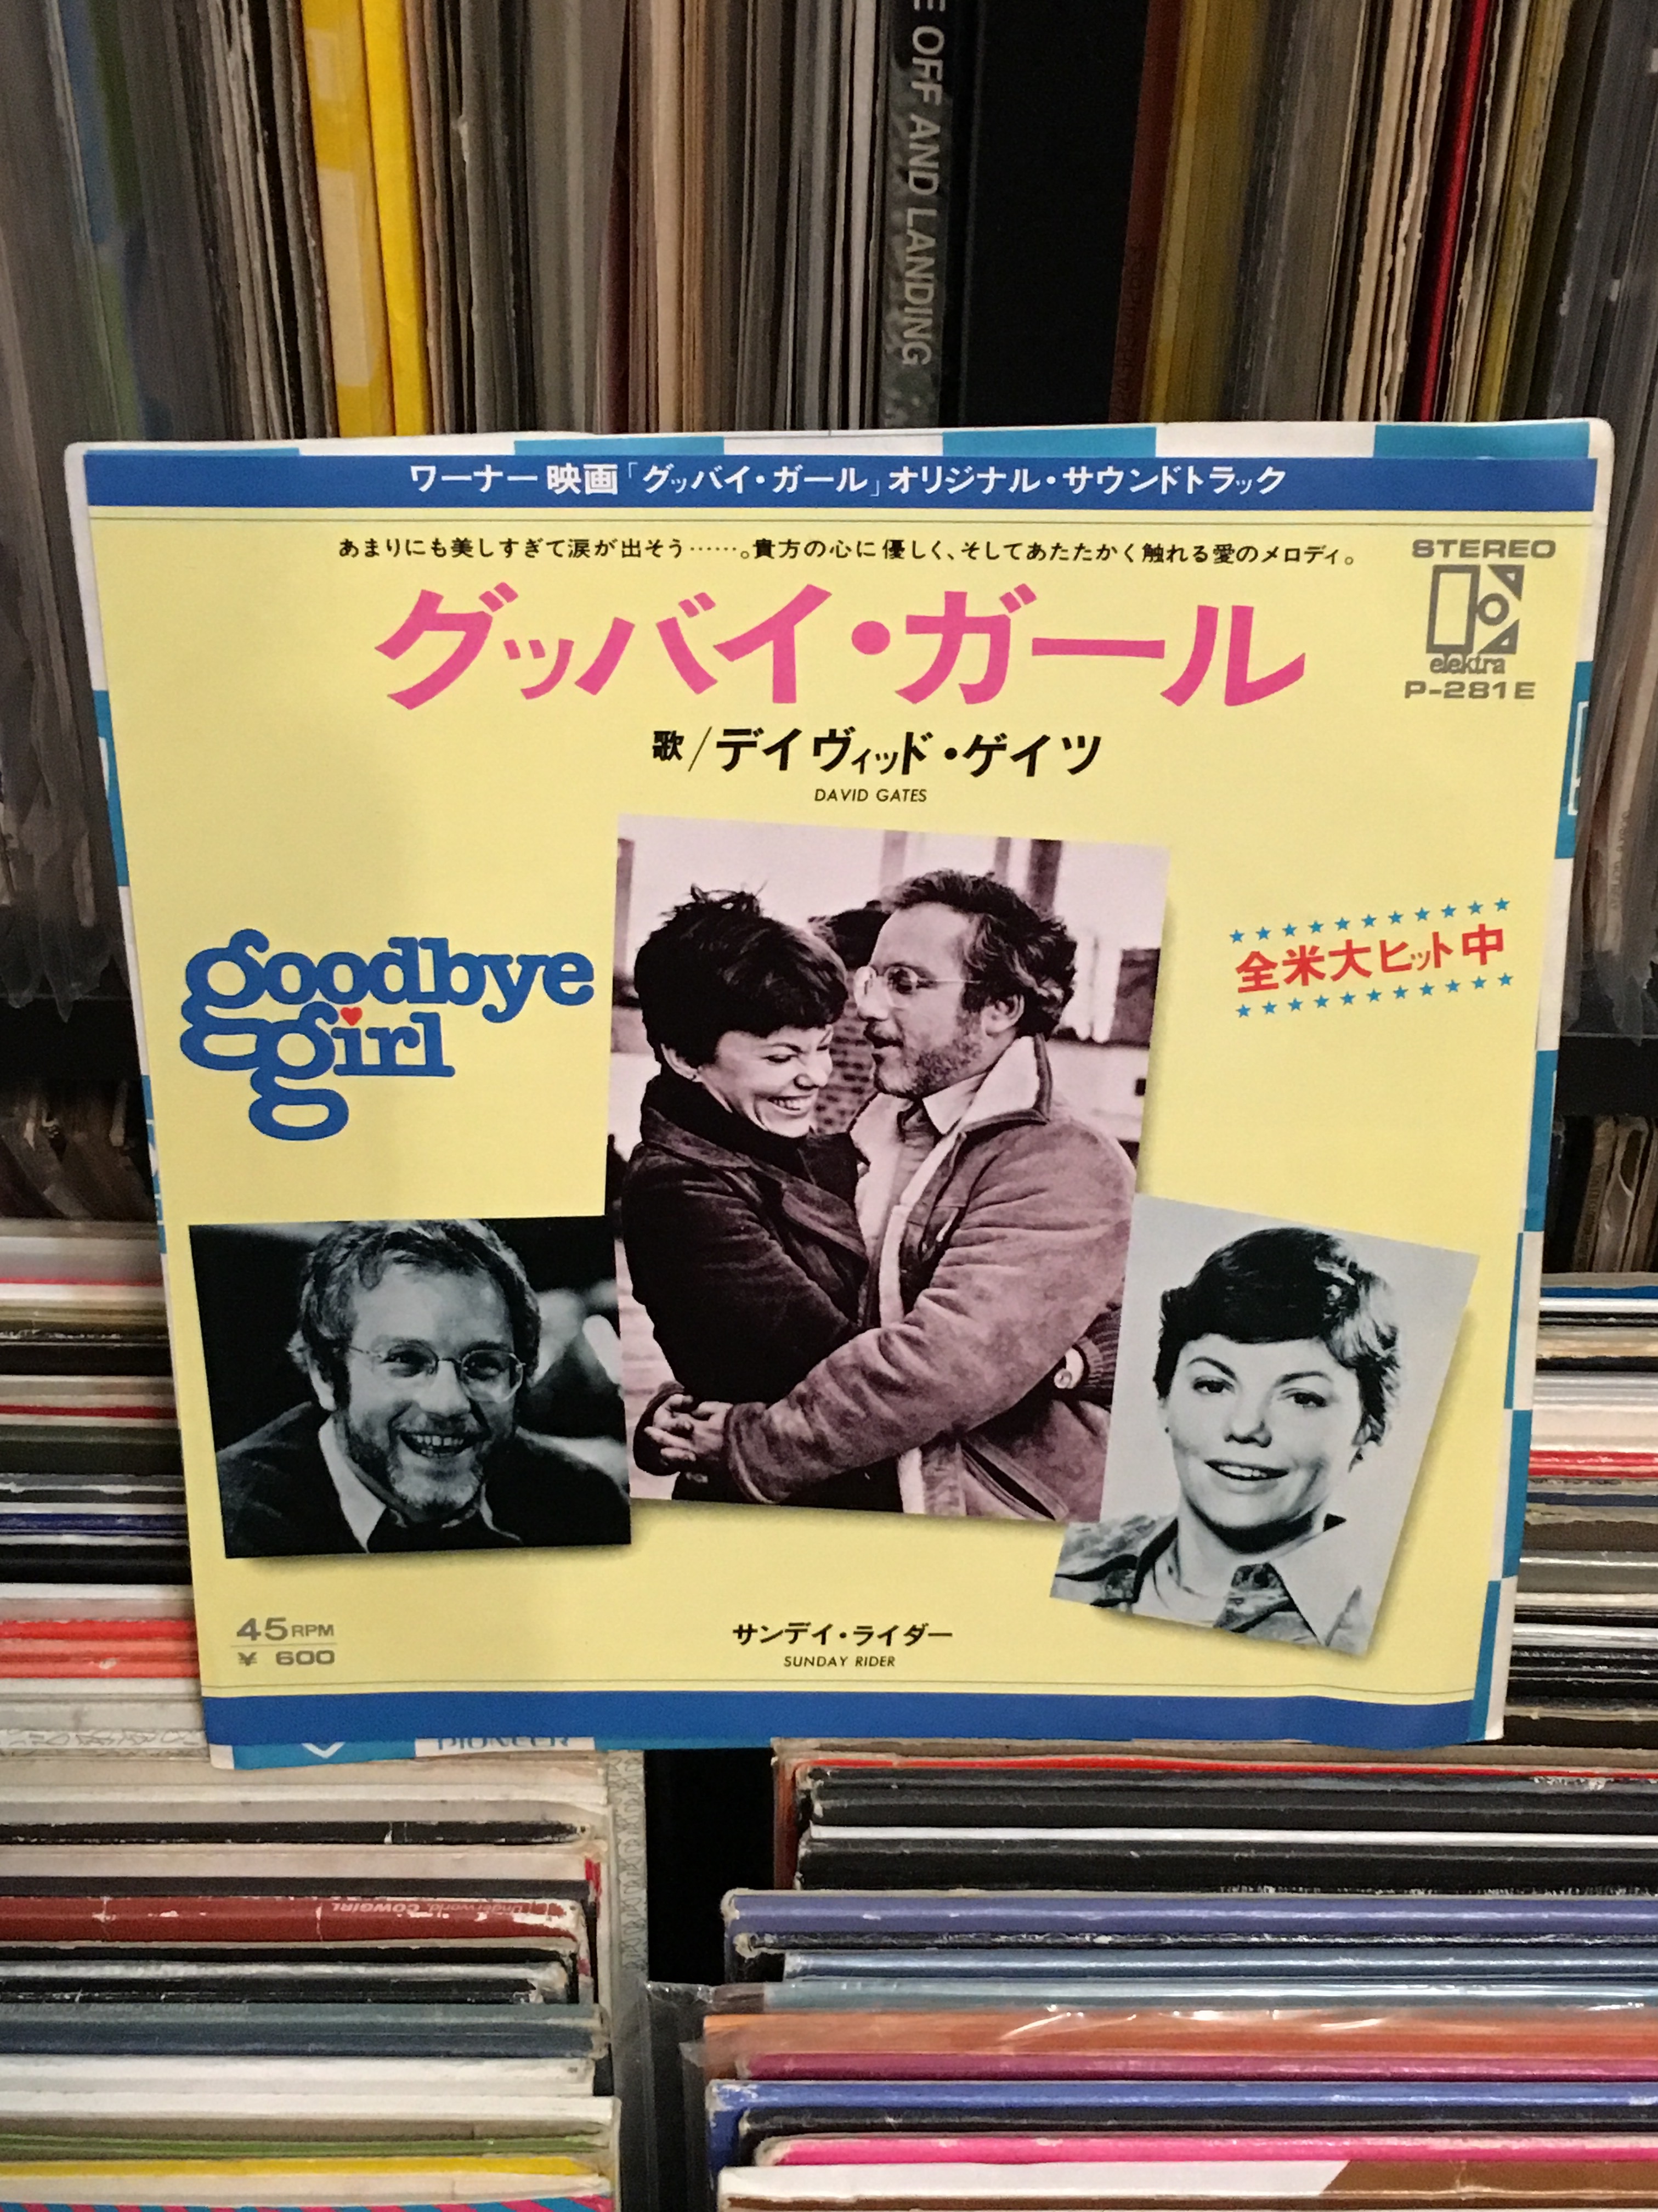 E OFF AND LANDING
ワーナー映画「グッバイ・ガール」オリジナル・サウンドトラック
あまりにも美しすぎて涙が出そう……。貴方の心に優しく、そしてあたたかく触れる愛のメロディ。
STEREO
elektra
P-281E
グッバイ・ガール
歌/デイヴィッド・ゲイツ
DAVID GATES
goodbye
girl
全米大ヒット中
45RPM
¥ 600
サンデイ・ライダー
SUNDAY RIDER
PIONEER
Underworld. COWGIRL